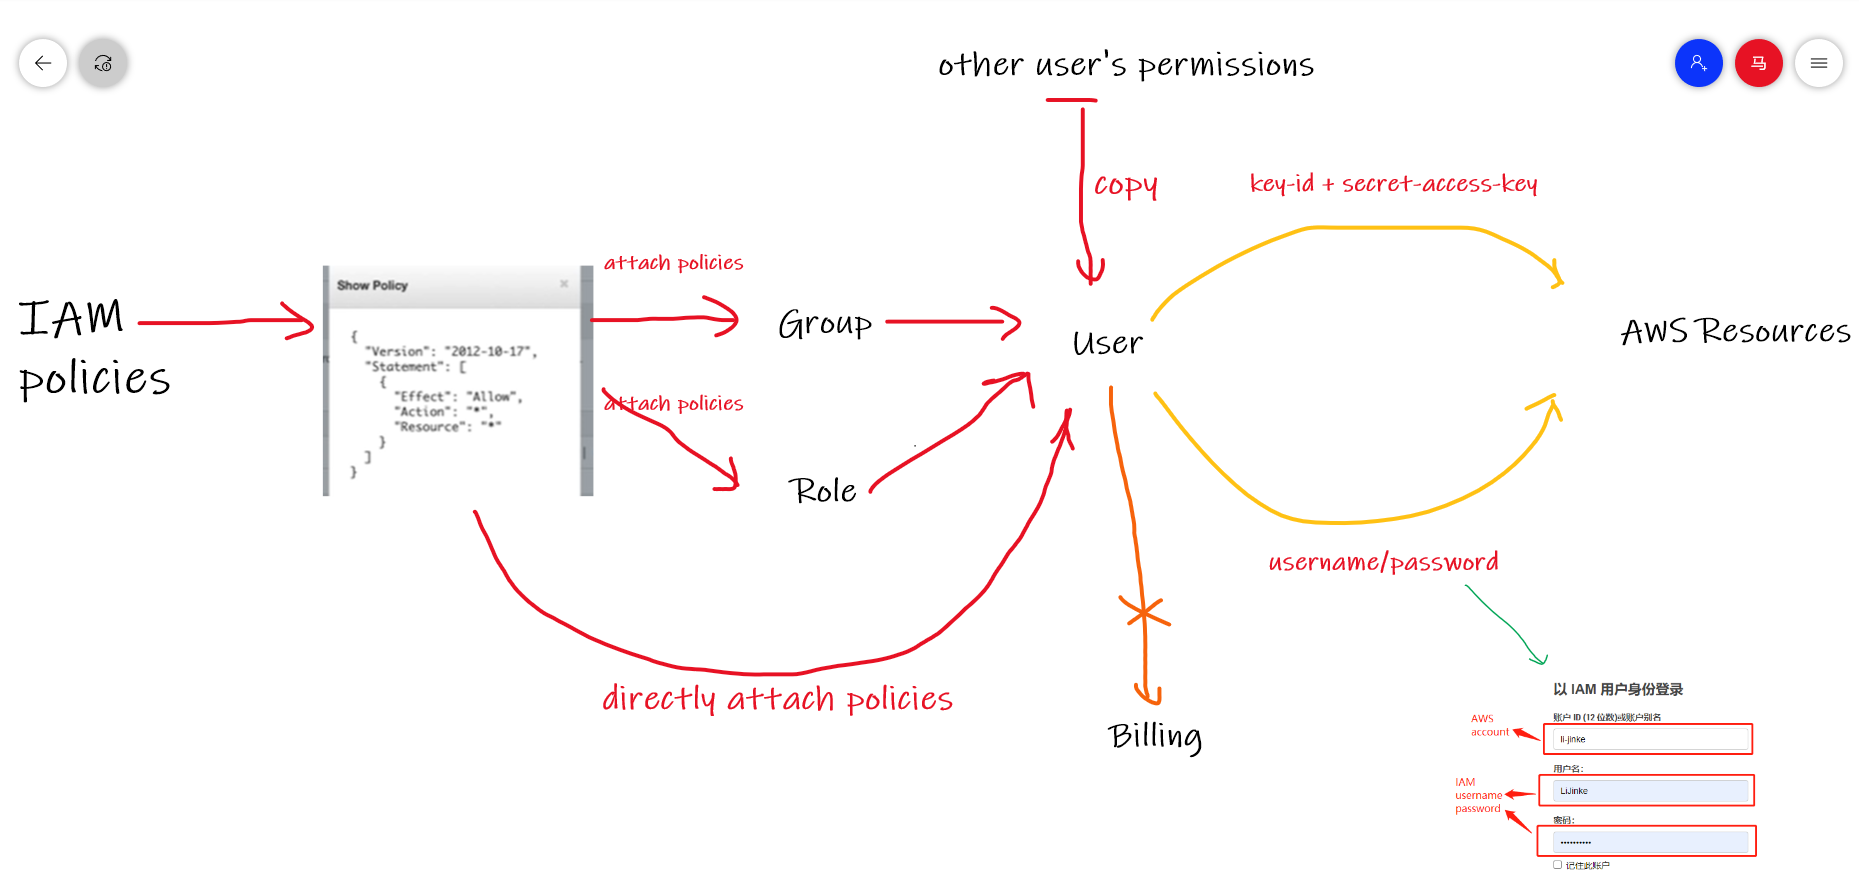 other user's permissions
马
copy
key-id + secret-access-key
IAM
policies
Show Policy
{
"Version": "2012-10-17",
"Statement": [
{
"Effect": "Allow",
"Action": "*",
"Resource": "*"
}
]
}
attach policies
Group
attach policies
Role
User
AWS Resources
directly attach policies
Billing
username/password
以 IAM 用户身份登录
账户 ID (12 位数)或账户别名
AWS
account
li-jinke
用户名:
IAM
username
password
LiJinke
密码:
••••••••••
记住此账户